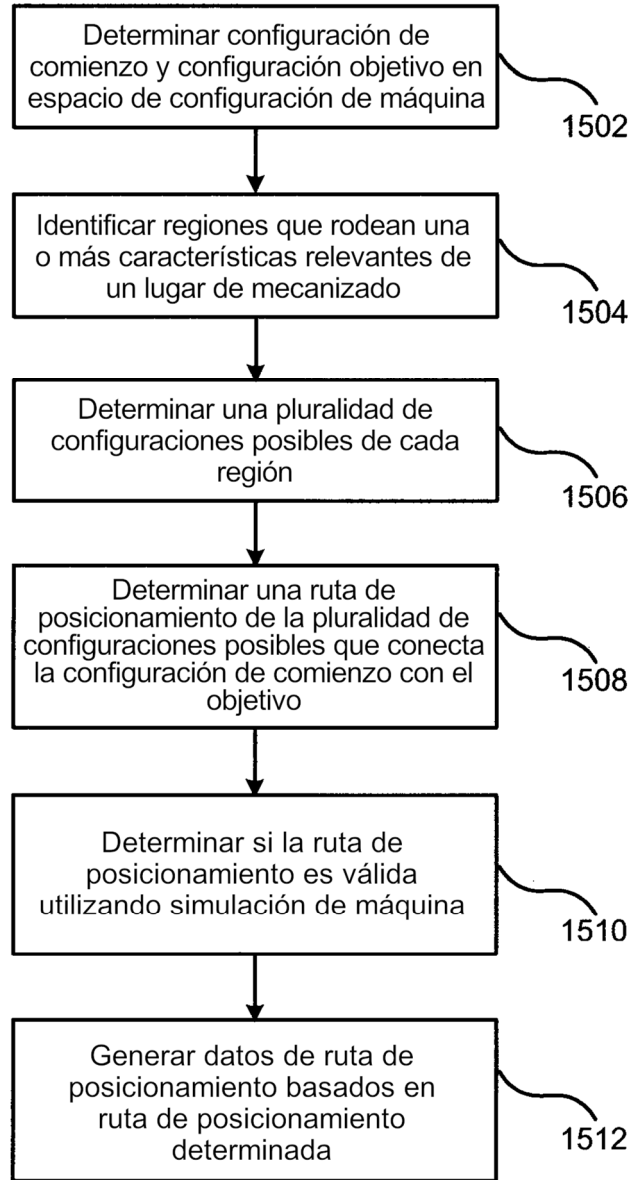 Determinar configuración de
comienzo y configuración objetivo en
espacio de configuración de máquina
1502
Identificar regiones que rodean una
o más características relevantes de
un lugar de mecanizado
1504
Determinar una pluralidad de
configuraciones posibles de cada
región
1506
Determinar una ruta de
posicionamiento de la pluralidad de
configuraciones posibles que conecta
la configuración de comienzo con el
objetivo
1508
Determinar si la ruta de
posicionamiento es válida
utilizando simulación de máquina
1510
Generar datos de ruta de
posicionamiento basados en
ruta de posicionamiento
determinada
1512